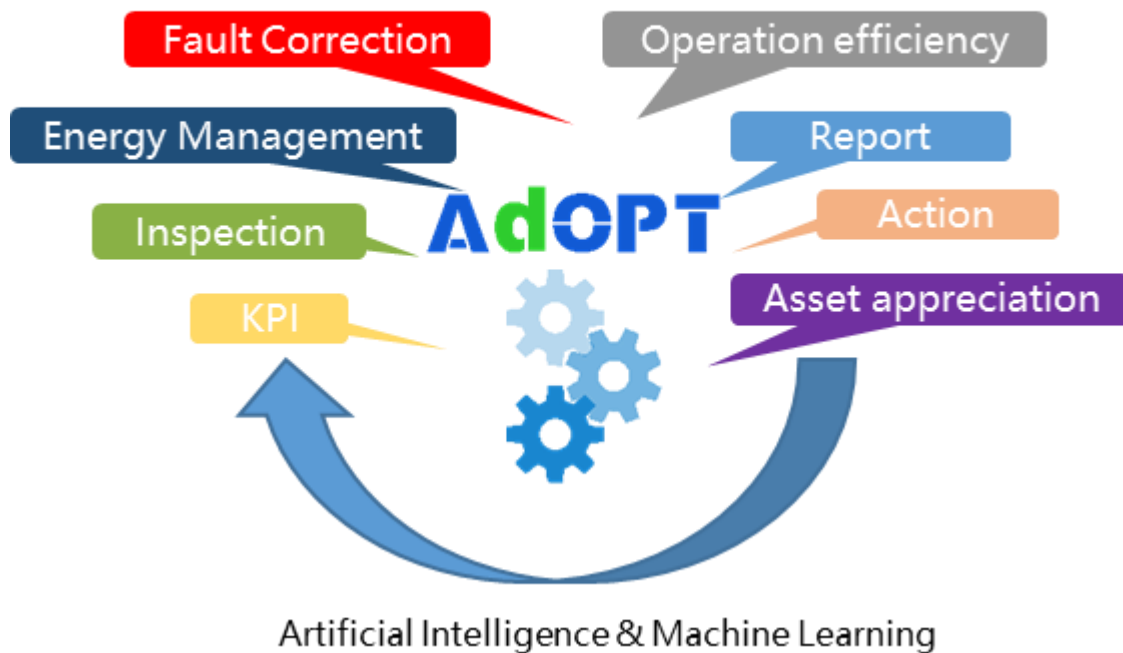 Fault Correction
Operation efficiency
Energy Management
Report
AdOPT
Inspection
Action
KPI
Asset appreciation
Artificial Intelligence & Machine Learning